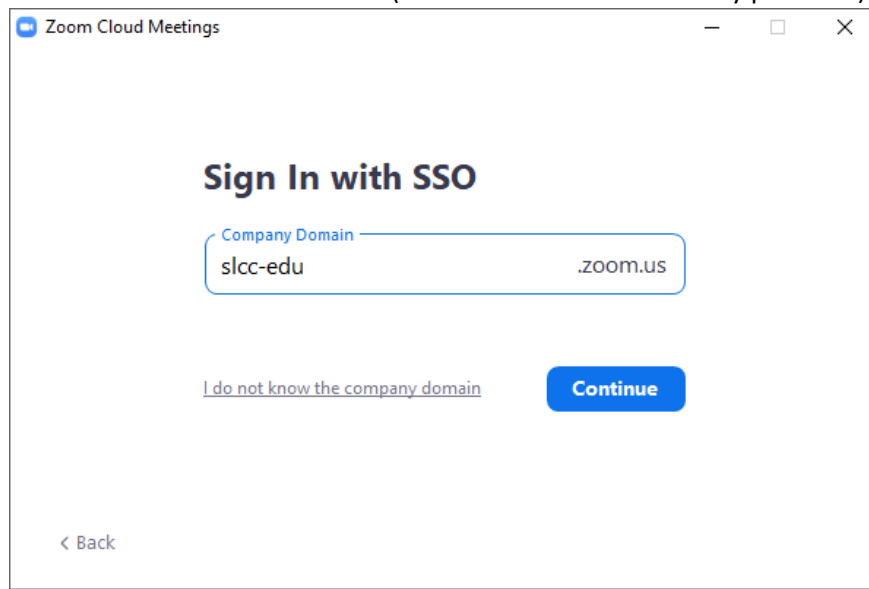 Zoom Cloud Meetings
Sign In with SSO
Company Domain
slcc-edu .zoom.us
I do not know the company domain Continue
< Back